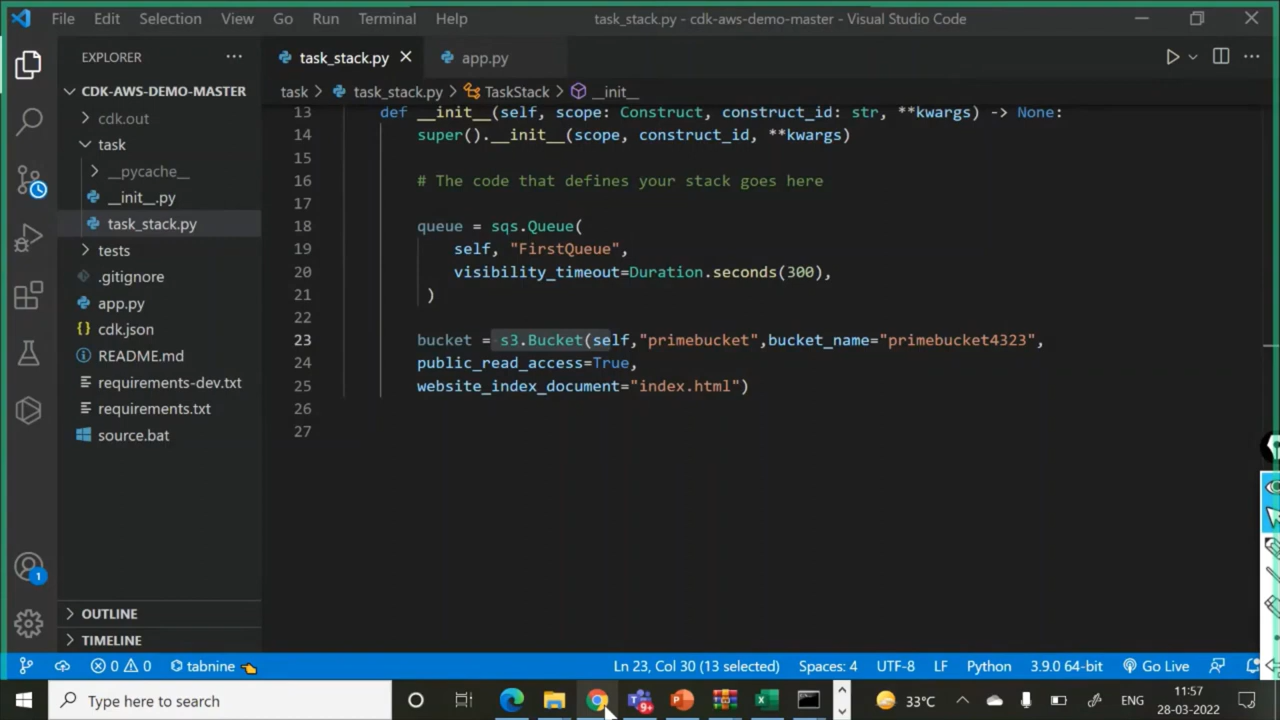 File Edit Selection View Go Run Terminal Help task_stack.py - cdk-aws-demo-master - Visual Studio Code
EXPLORER
CDK-AWS-DEMO-MASTER
cdk.out
task
__pycache__
__init__.py
task_stack.py
tests
.gitignore
app.py
cdk.json
README.md
requirements-dev.txt
requirements.txt
source.bat
OUTLINE
TIMELINE
task_stack.py app.py
task task_stack.py TaskStack __init__
13 def __init__(self, scope: Construct, construct_id: str, **kwargs) -> None:
14 super().__init__(scope, construct_id, **kwargs)
15
16 # The code that defines your stack goes here
17
18 queue = sqs.Queue(
19 self, "FirstQueue",
20 visibility_timeout=Duration.seconds(300),
21 )
22
23 bucket = s3.Bucket(self,"primebucket",bucket_name="primebucket4323",
24 public_read_access=True,
25 website_index_document="index.html")
26
27
1
0 0 tabnine Ln 23, Col 30 (13 selected) Spaces: 4 UTF-8 LF Python 3.9.0 64-bit Go Live
Type here to search 9+ 33°C ENG 11:57
28-03-2022